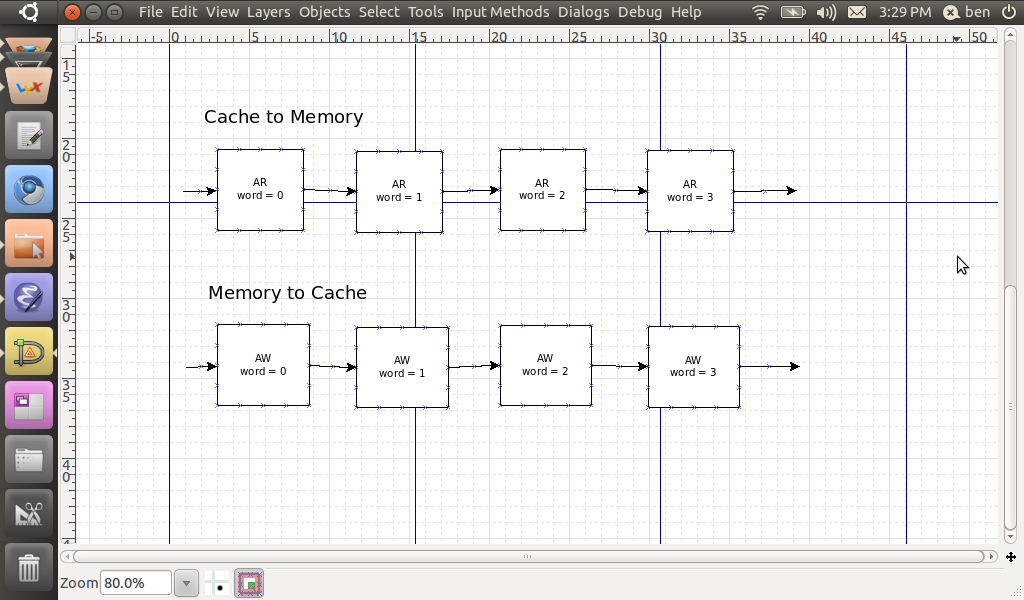 File Edit View Layers Objects Select Tools Input Methods Dialogs Debug Help 3:29 PM ben
-5 0 5 10 15 20 25 30 35 40 45 50
15
20
25
30
35
40
4
Cache to Memory
AR
word = 0
AR
word = 1
AR
word = 2
AR
word = 3
Memory to Cache
AW
word = 0
AW
word = 1
AW
word = 2
AW
word = 3
Zoom 80.0%